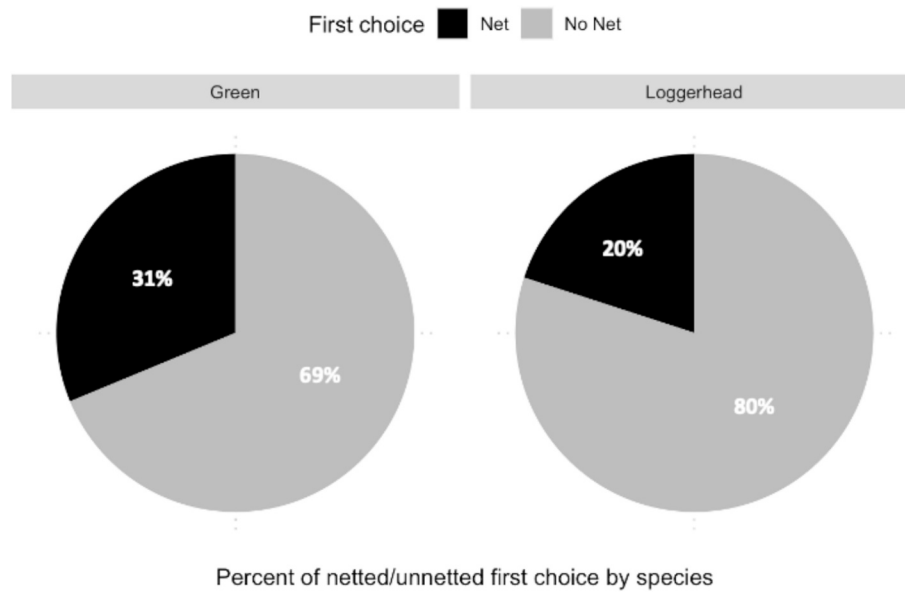 First choice Net No Net
Green Loggerhead
31%
69%
20%
80%
Percent of netted/unnetted first choice by species